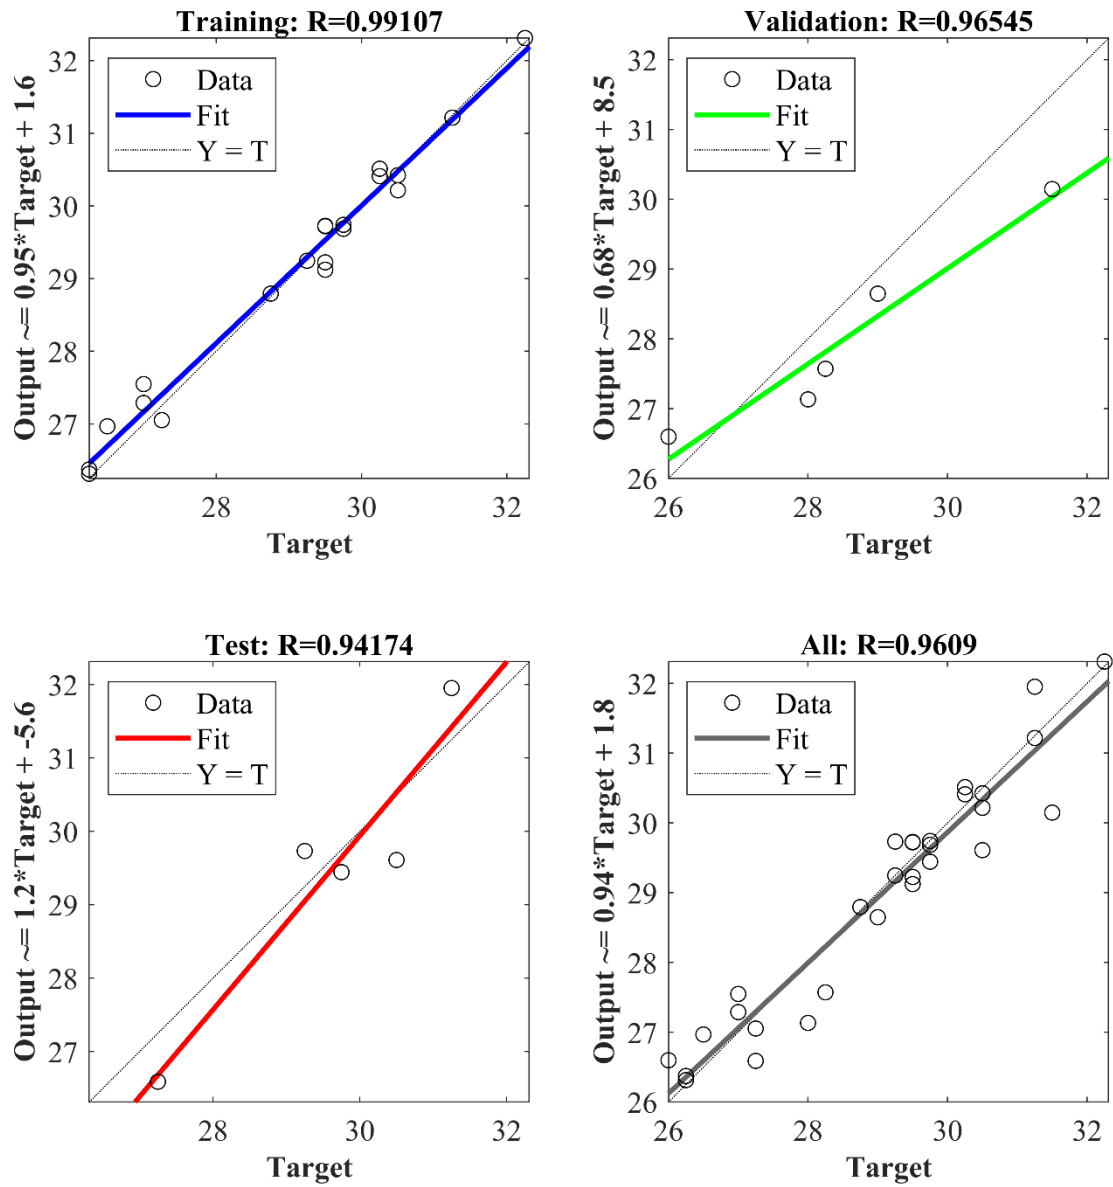 Training: R=0.99107
Output ~= 0.95*Target + 1.6
32
31
30
29
28
27
Data
Fit
Y = T
28
30
32
Target
Validation: R=0.96545
Output ~= 0.68*Target + 8.5
32
31
30
29
28
27
26
Data
Fit
Y = T
26
28
30
32
Target
Test: R=0.94174
Output ~= 1.2*Target + -5.6
32
31
30
29
28
27
Data
Fit
Y = T
28
30
32
Target
All: R=0.9609
Output ~= 0.94*Target + 1.8
32
31
30
29
28
27
26
Data
Fit
Y = T
26
28
30
32
Target